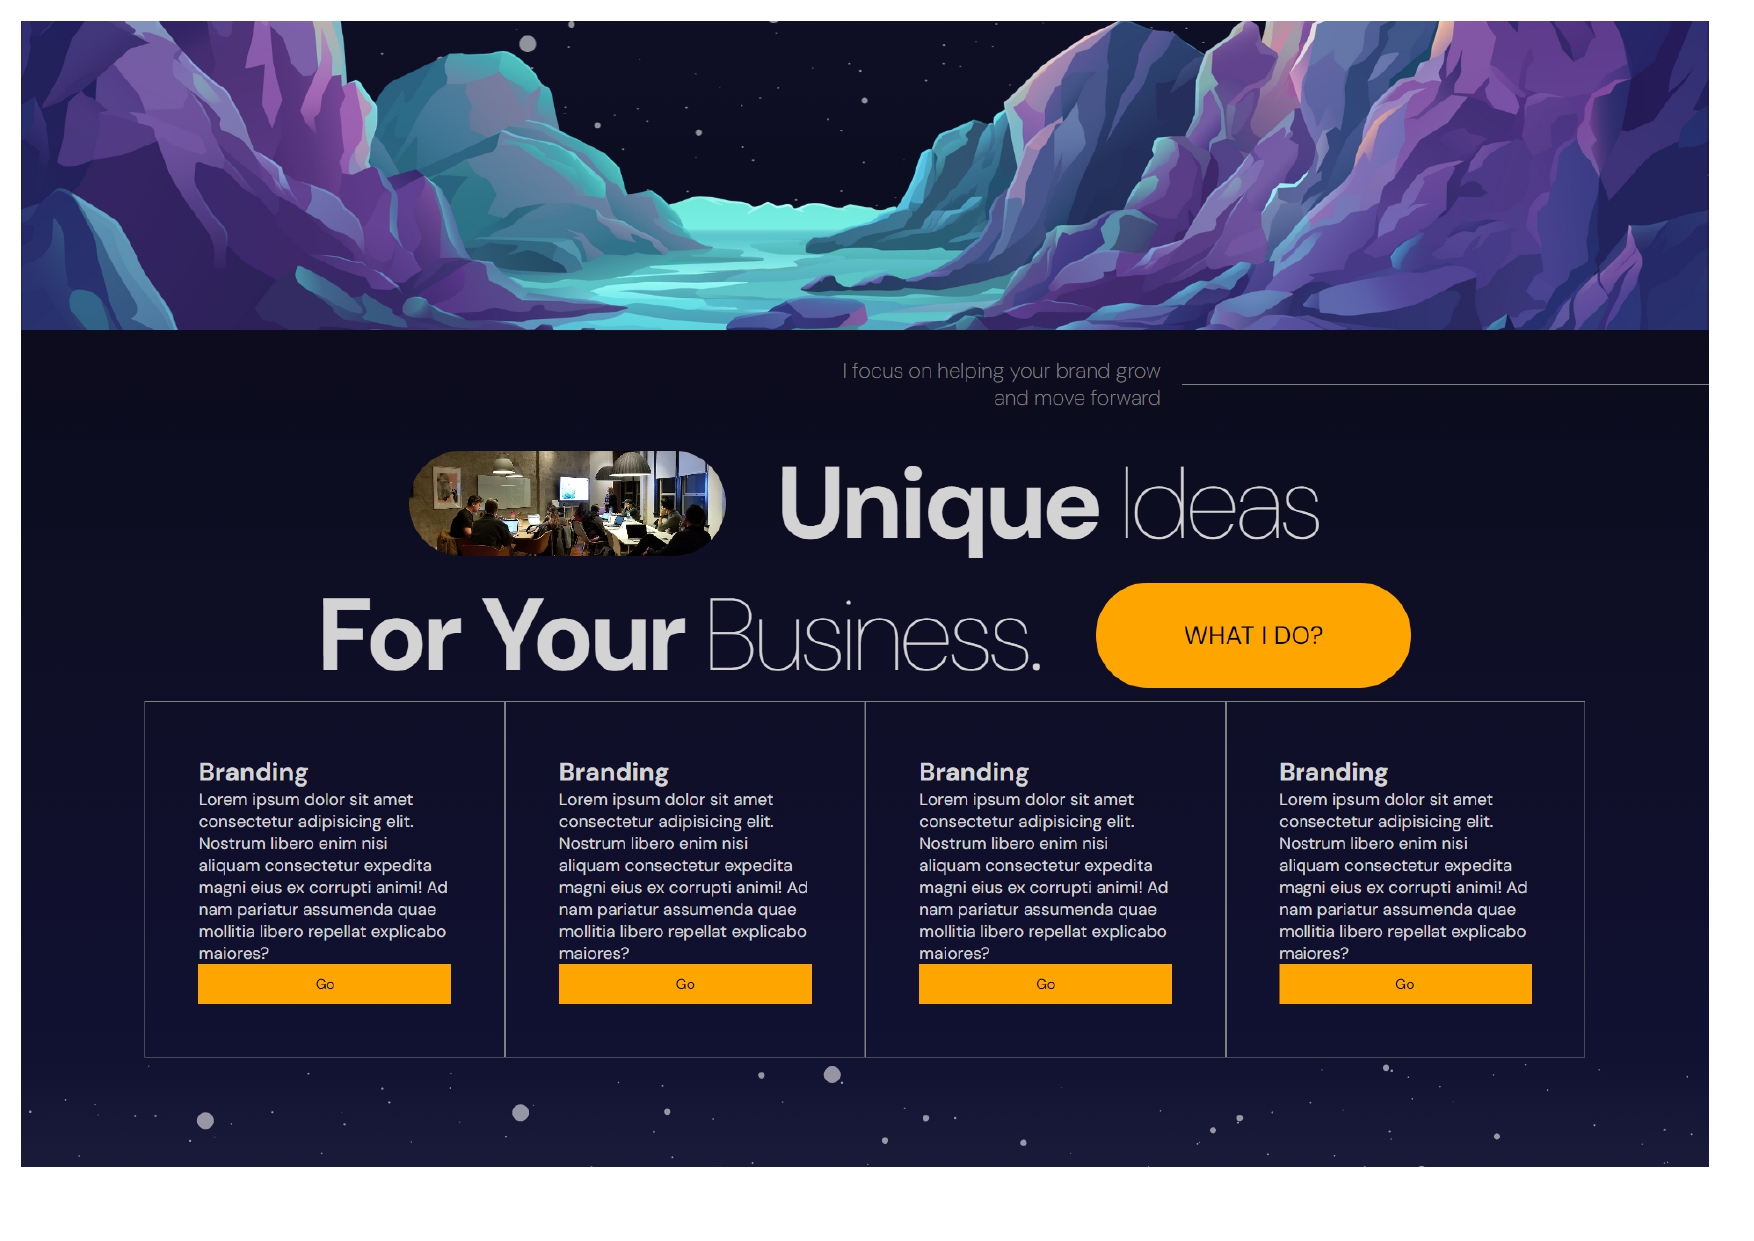 I focus on helping your brand grow
and move forward
Unique Ideas
For Your Business.
WHAT I DO?
Branding
Lorem ipsum dolor sit amet
consectetur adipisicing elit.
Nostrum libero enim nisi
aliquam consectetur expedita
magni eius ex corrupti animi! Ad
nam pariatur assumenda quae
mollitia libero repellat explicabo
maiores?
Go
Branding
Lorem ipsum dolor sit amet
consectetur adipisicing elit.
Nostrum libero enim nisi
aliquam consectetur expedita
magni eius ex corrupti animi! Ad
nam pariatur assumenda quae
mollitia libero repellat explicabo
maiores?
Go
Branding
Lorem ipsum dolor sit amet
consectetur adipisicing elit.
Nostrum libero enim nisi
aliquam consectetur expedita
magni eius ex corrupti animi! Ad
nam pariatur assumenda quae
mollitia libero repellat explicabo
maiores?
Go
Branding
Lorem ipsum dolor sit amet
consectetur adipisicing elit.
Nostrum libero enim nisi
aliquam consectetur expedita
magni eius ex corrupti animi! Ad
nam pariatur assumenda quae
mollitia libero repellat explicabo
maiores?
Go